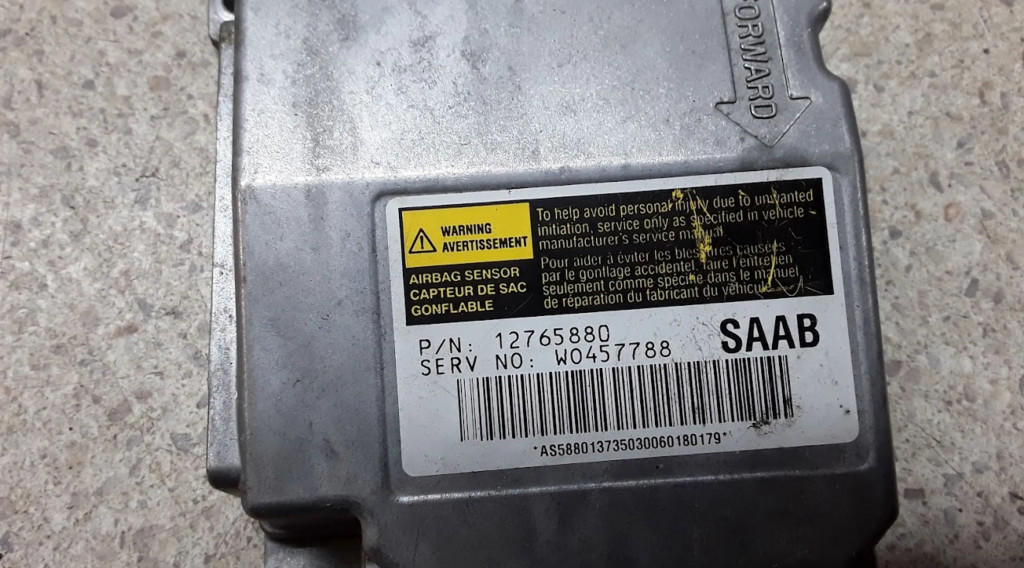 FORWARD
WARNING
AVERTISSEMENT
AIRBAG SENSOR
CAPTEUR DE SAC
GONFLABLE
To help avoid personal injury due to unwanted
initiation, service only as specified in vehicle
manufacturer's service manual.
Pour aider à éviter les blessures causées
par le gonflage accidentel, faire l'entretien
seulement comme spécifié dans le manuel
de réparation du fabricant du véhicule.
P/N: 12765880
SERV NO: W0457788
SAAB
*AS588013735030060180179*